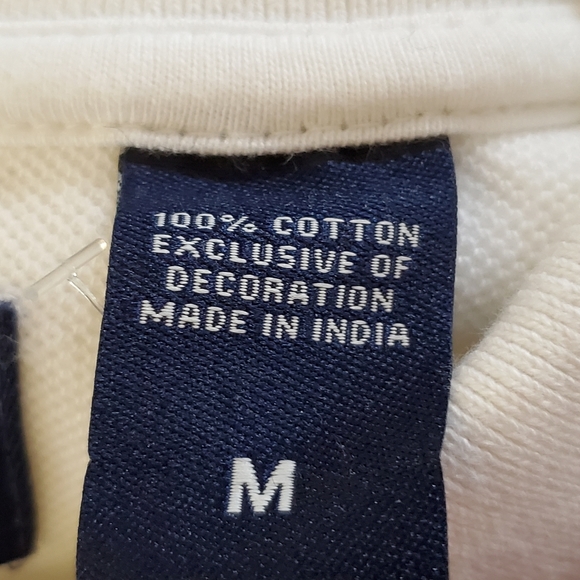 100% COTTON
EXCLUSIVE OF
DECORATION
MADE IN INDIA
M